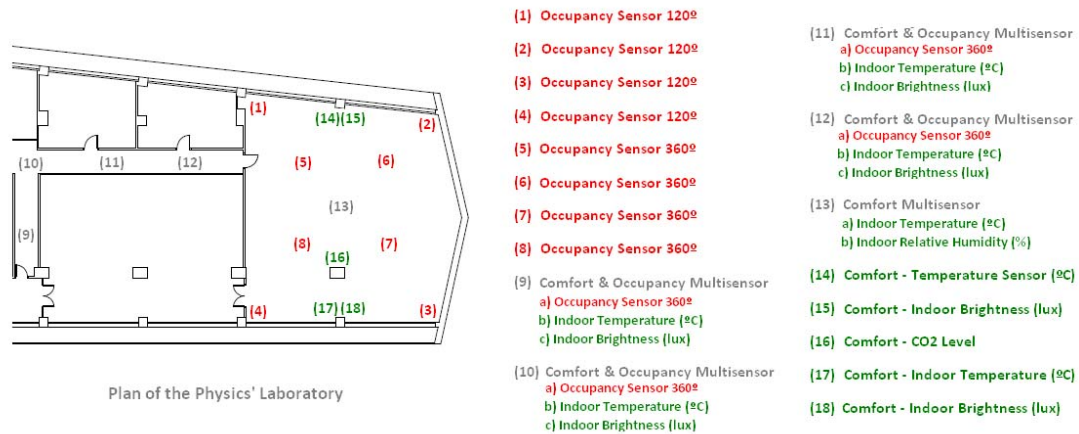 (1)
(14)(15)
(2)
(10)
(11)
(12)
(5)
(6)
(13)
(9)
(8)
(7)
(16)
(4)
(17)
(18)
(3)
Plan of the Physics' Laboratory
(1) Occupancy Sensor 120º
(2) Occupancy Sensor 120º
(3) Occupancy Sensor 120º
(4) Occupancy Sensor 120º
(5) Occupancy Sensor 360º
(6) Occupancy Sensor 360º
(7) Occupancy Sensor 360º
(8) Occupancy Sensor 360º
(9) Comfort & Occupancy Multisensor
a) Occupancy Sensor 360º
b) Indoor Temperature (ºC)
c) Indoor Brightness (lux)
(10) Comfort & Occupancy Multisensor
a) Occupancy Sensor 360º
b) Indoor Temperature (ºC)
c) Indoor Brightness (lux)
(11) Comfort & Occupancy Multisensor
a) Occupancy Sensor 360º
b) Indoor Temperature (ºC)
c) Indoor Brightness (lux)
(12) Comfort & Occupancy Multisensor
a) Occupancy Sensor 360º
b) Indoor Temperature (ºC)
c) Indoor Brightness (lux)
(13) Comfort Multisensor
a) Indoor Temperature (ºC)
b) Indoor Relative Humidity (%)
(14) Comfort - Temperature Sensor (ºC)
(15) Comfort - Indoor Brightness (lux)
(16) Comfort - CO2 Level
(17) Comfort - Indoor Temperature (ºC)
(18) Comfort - Indoor Brightness (lux)